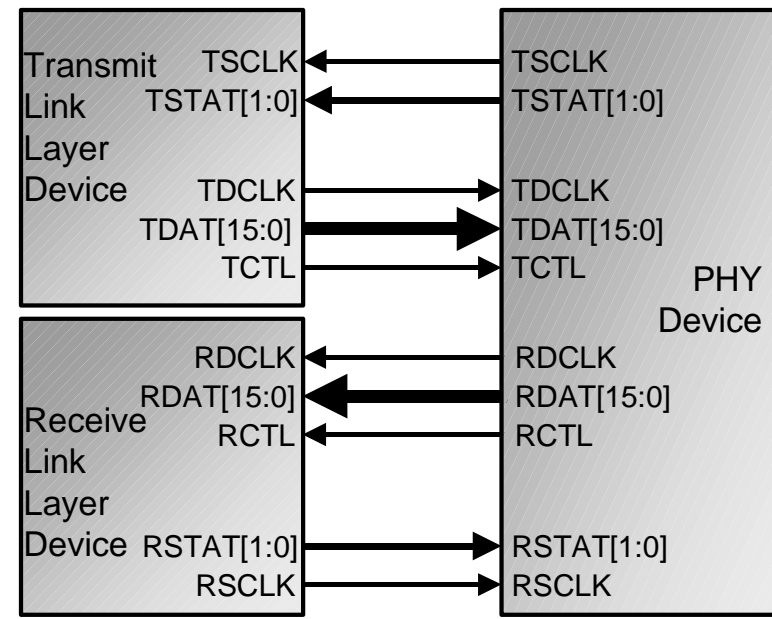 Transmit
Link
Layer
Device
TSCLK
TSTAT[1:0]
TDCLK
TDAT[15:0]
TCTL
TSCLK
TSTAT[1:0]
TDCLK
TDAT[15:0]
TCTL
PHY
Device
RDCLK
RDAT[15:0]
RCTL
RSTAT[1:0]
RSCLK
Receive
Link
Layer
Device
RDCLK
RDAT[15:0]
RCTL
RSTAT[1:0]
RSCLK